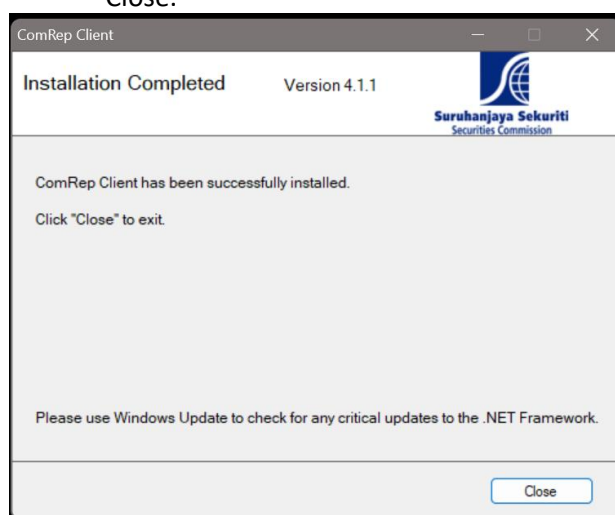 Close.
ComRep Client
Installation Completed Version 4.1.1
Suruhanjaya Sekuriti
Securities Commission
ComRep Client has been successfully installed.
Click "Close" to exit.
Please use Windows Update to check for any critical updates to the .NET Framework.
Close